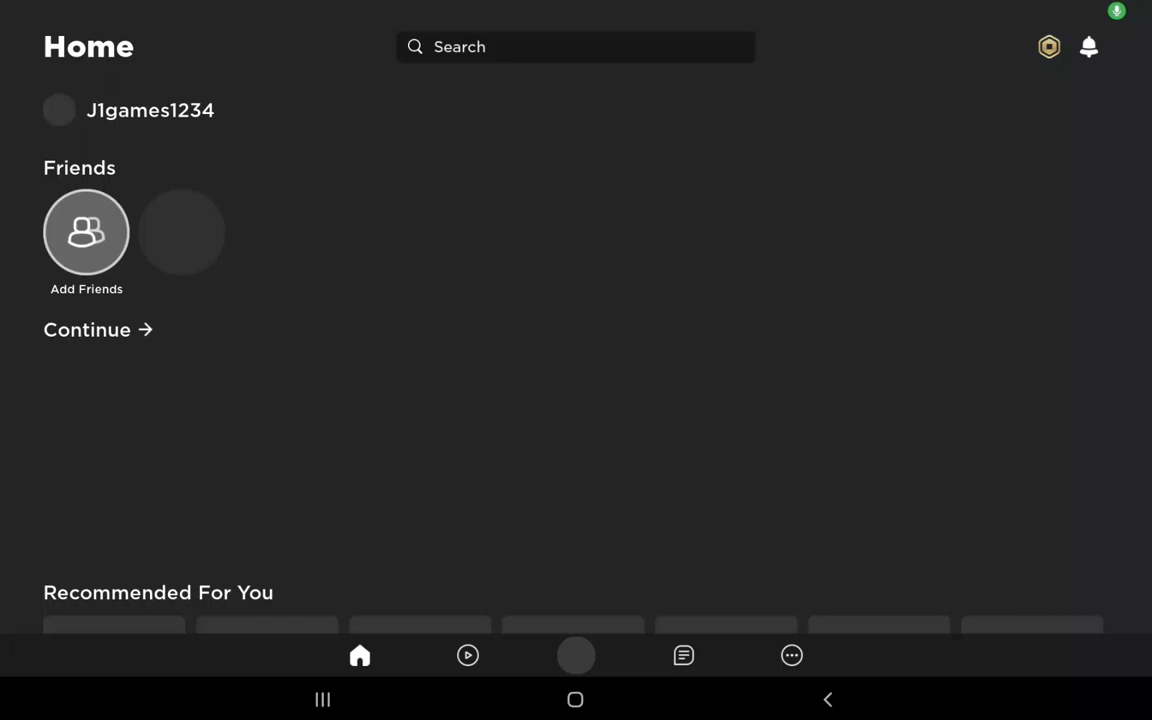 Home
Search
J1games1234
Friends
Add Friends
Continue →
Recommended For You